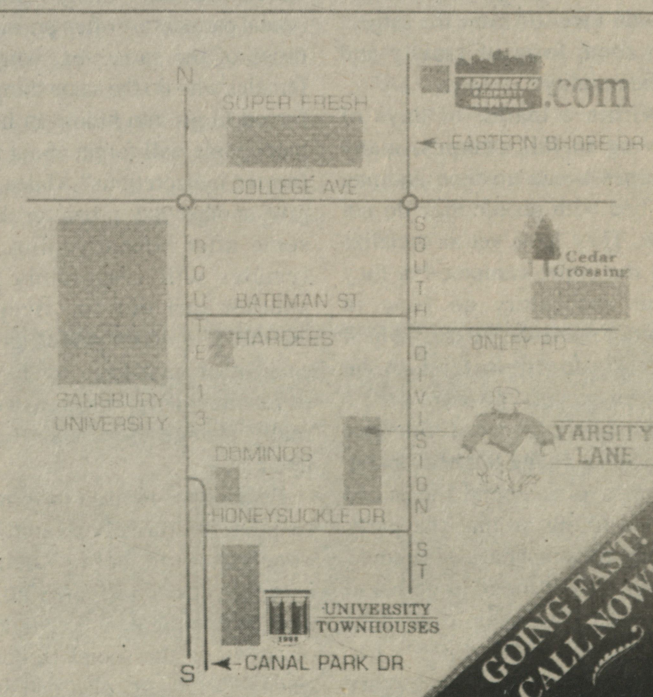 N
SUPER FRESH
ADVANCED
PROPERTY
RENTAL
.com
EASTERN SHORE DR
COLLEGE AVE
ROUTE 13
SOUTH DIVISION ST
Cedar
Crossing
BATEMAN ST
HARDEES
ONLEY RD
SALISBURY
UNIVERSITY
DOMINO'S
VARSITY
LANE
HONEYSUCKLE DR
UNIVERSITY
TOWNHOUSES
CANAL PARK DR
S
GOING FAST!
CALL NOW!